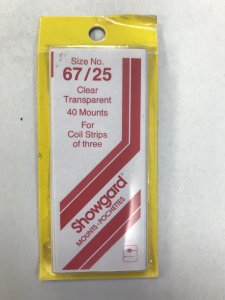 Size No.
67/25
Clear
Transparent
40 Mounts
For
Coil Strips
of three
Showgard®
MOUNTS·POCHETTES